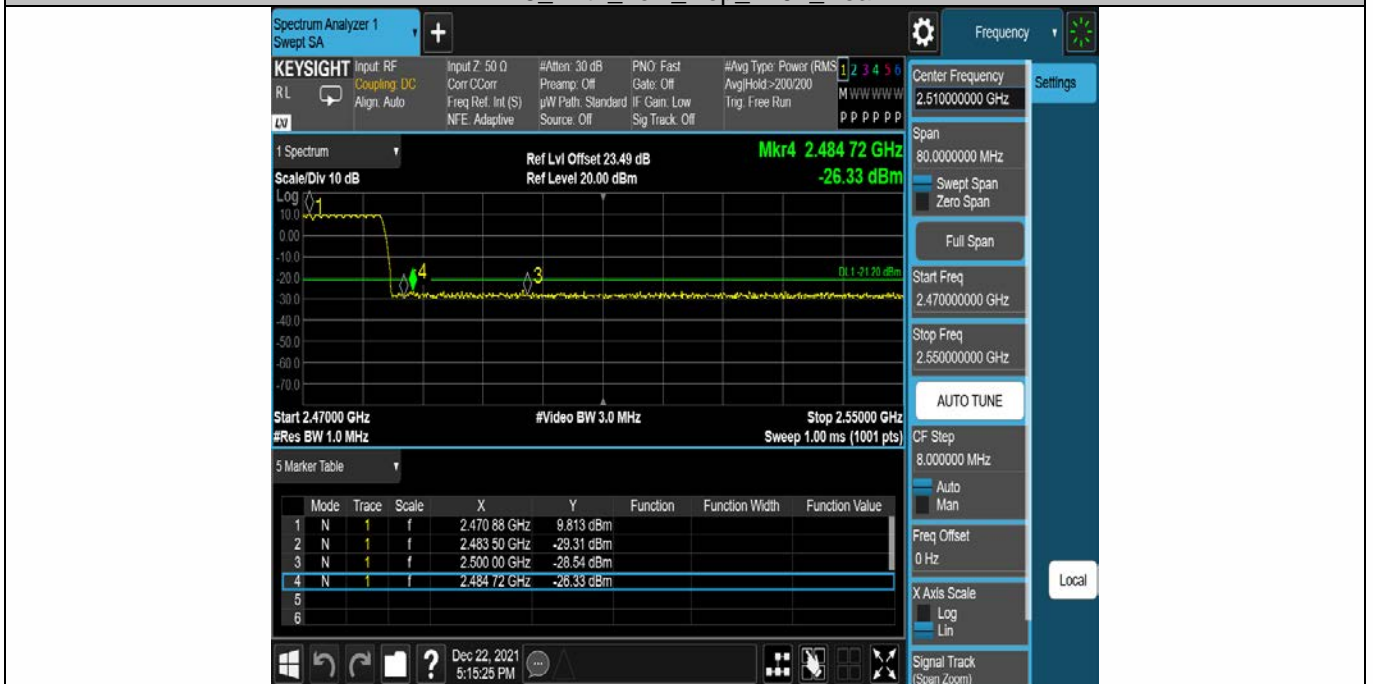 Spectrum Analyzer 1
Swept SA
+
Frequency
KEYSIGHT
RL
LXI
Input: RF
Coupling: DC
Align: Auto
Input Z: 50 Ω
Corr CCorr
Freq Ref: Int (S)
NFE: Adaptive
#Atten: 30 dB
Preamp: Off
µW Path: Standard
Source: Off
PNO: Fast
Gate: Off
IF Gain: Low
Sig Track: Off
#Avg Type: Power (RMS
Avg|Hold:>200/200
Trig: Free Run
1 2 3 4 5 6
M W W W W W
P P P P P P
1 Spectrum
Scale/Div 10 dB
Ref Lvl Offset 23.49 dB
Ref Level 20.00 dBm
Mkr4 2.484 72 GHz
-26.33 dBm
Log
10.0
0.00
-10.0
-20.0
-30.0
-40.0
-50.0
-60.0
-70.0
1
4
3
DL1 -21.20 dBm
Start 2.47000 GHz
#Res BW 1.0 MHz
#Video BW 3.0 MHz
Stop 2.55000 GHz
Sweep 1.00 ms (1001 pts)
5 Marker Table
Mode Trace Scale X Y Function Function Width Function Value
1 N 1 f 2.470 88 GHz 9.813 dBm
2 N 1 f 2.483 50 GHz -29.31 dBm
3 N 1 f 2.500 00 GHz -28.54 dBm
4 N 1 f 2.484 72 GHz -26.33 dBm
5
6
?
Dec 22, 2021
5:15:25 PM
Center Frequency
2.510000000 GHz
Span
80.0000000 MHz
Swept Span
Zero Span
Full Span
Start Freq
2.470000000 GHz
Stop Freq
2.550000000 GHz
AUTO TUNE
CF Step
8.000000 MHz
Auto
Man
Freq Offset
0 Hz
X Axis Scale
Log
Lin
Signal Track
(Span Zoom)
Settings
Local